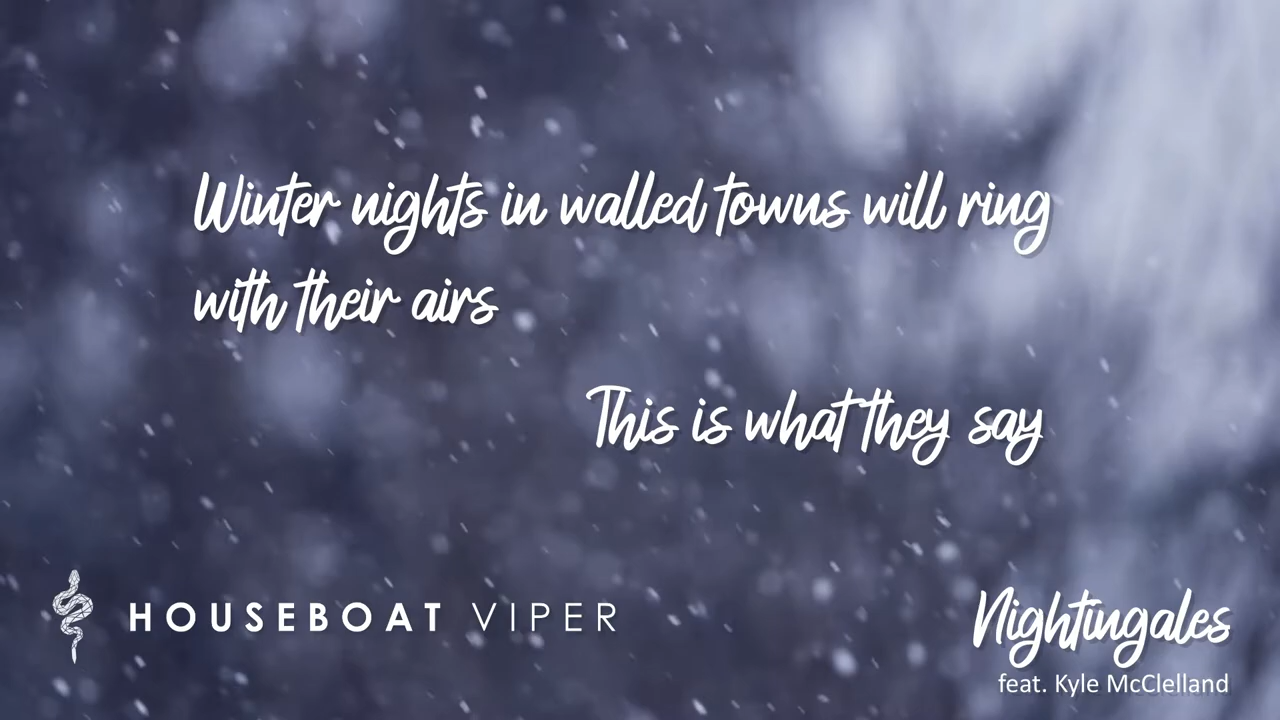 Winter nights in walled towns will ring
with their airs
This is what they say
HOUSEBOAT VIPER
Nightingales
feat. Kyle McClelland